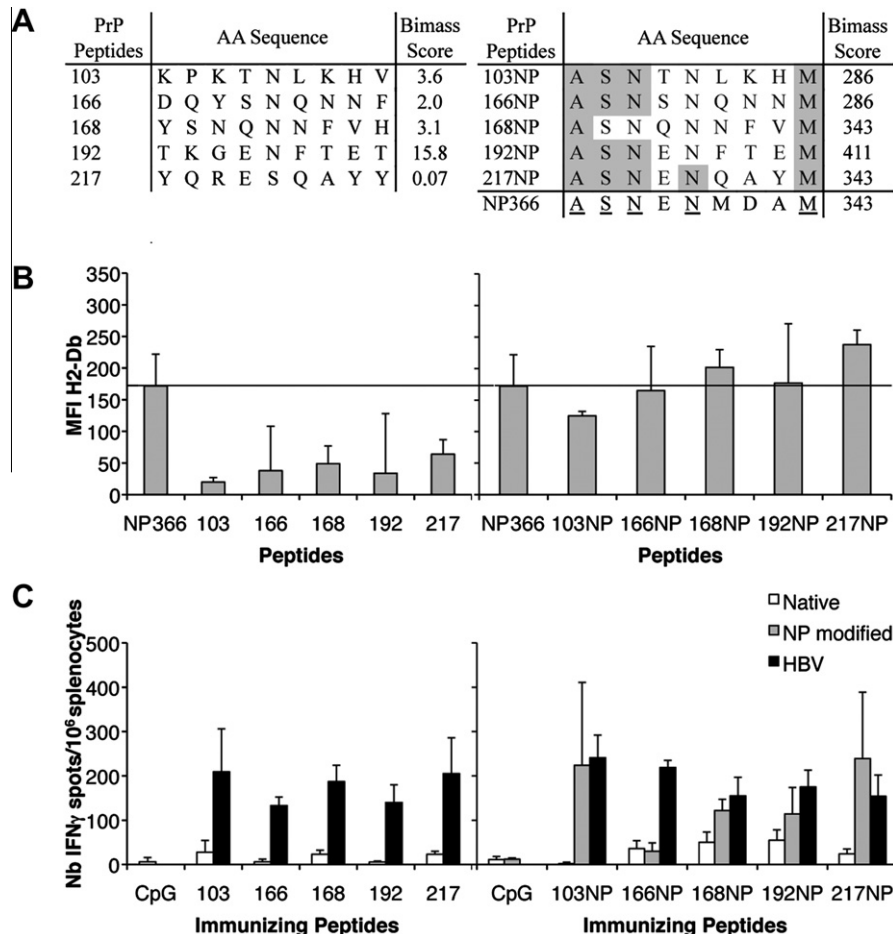 A
PrP Peptides AA Sequence Bimass Score
103 K P K T N L K H V 3.6
166 D Q Y S N Q N N F 2.0
168 Y S N Q N N F V H 3.1
192 T K G E N F T E T 15.8
217 Y Q R E S Q A Y Y 0.07
PrP Peptides AA Sequence Bimass Score
103NP A S N T N L K H M 286
166NP A S N S N Q N N M 286
168NP A S N Q N N F V M 343
192NP A S N E N F T E M 411
217NP A S N E N Q A Y M 343
NP366 A S N E N M D A M 343
B
MFI H2-Db
350
300
250
200
150
100
50
0
NP366 103 166 168 192 217
Peptides
NP366 103NP 166NP 168NP 192NP 217NP
Peptides
C
Native
NP modified
HBV
Nb IFNγ spots/10⁶ splenocytes
500
400
300
200
100
0
CpG 103 166 168 192 217
Immunizing Peptides
CpG 103NP 166NP 168NP 192NP 217NP
Immunizing Peptides